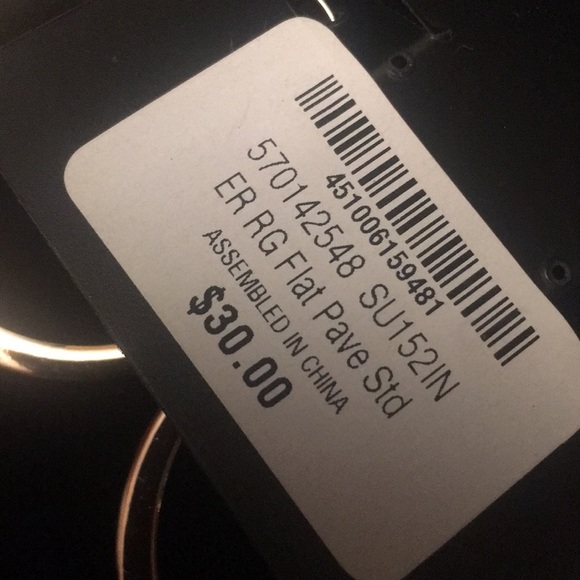 451006159481
570142548 SU152IN
ER RG Flat Pave Std
ASSEMBLED IN CHINA
$30.00